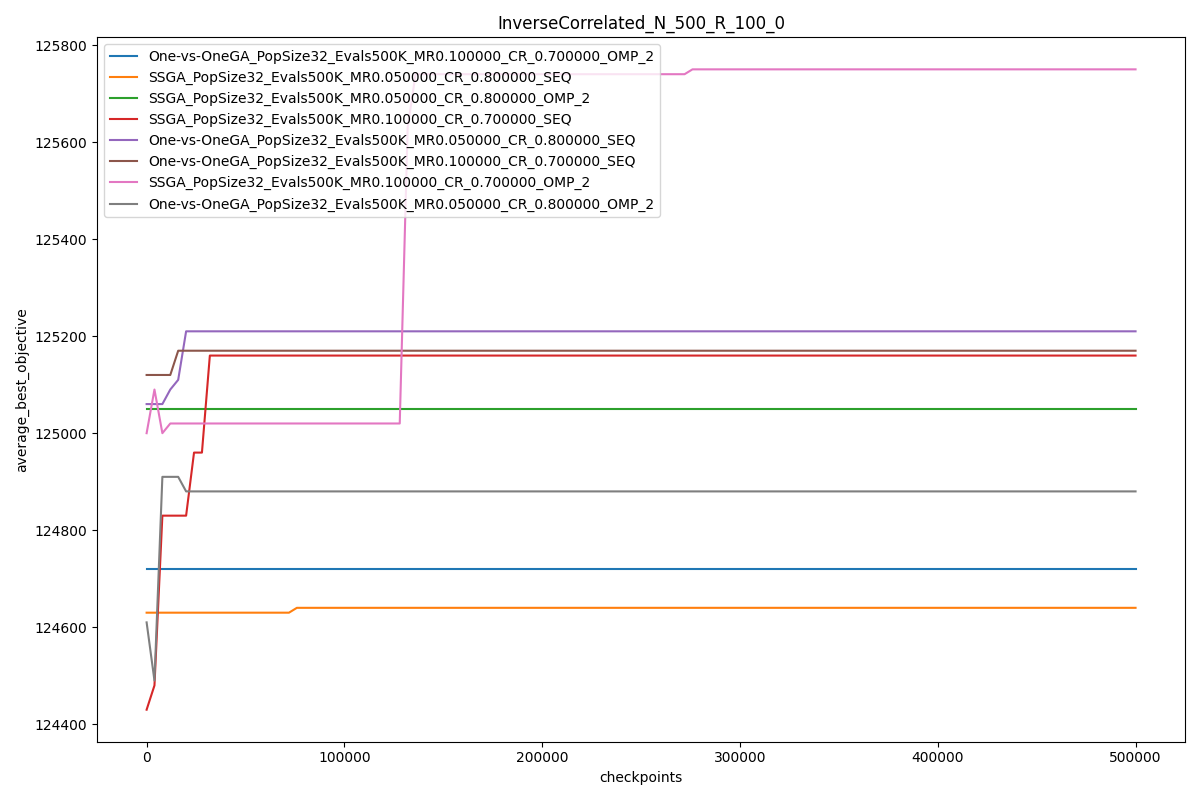 InverseCorrelated_N_500_R_100_0
125800
125600
125400
125200
125000
124800
124600
124400
average_best_objective
One-vs-OneGA_PopSize32_Evals500K_MR0.100000_CR_0.700000_OMP_2
SSGA_PopSize32_Evals500K_MR0.050000_CR_0.800000_SEQ
SSGA_PopSize32_Evals500K_MR0.050000_CR_0.800000_OMP_2
SSGA_PopSize32_Evals500K_MR0.100000_CR_0.700000_SEQ
One-vs-OneGA_PopSize32_Evals500K_MR0.050000_CR_0.800000_SEQ
One-vs-OneGA_PopSize32_Evals500K_MR0.100000_CR_0.700000_SEQ
SSGA_PopSize32_Evals500K_MR0.100000_CR_0.700000_OMP_2
One-vs-OneGA_PopSize32_Evals500K_MR0.050000_CR_0.800000_OMP_2
0 100000 200000 300000 400000 500000
checkpoints